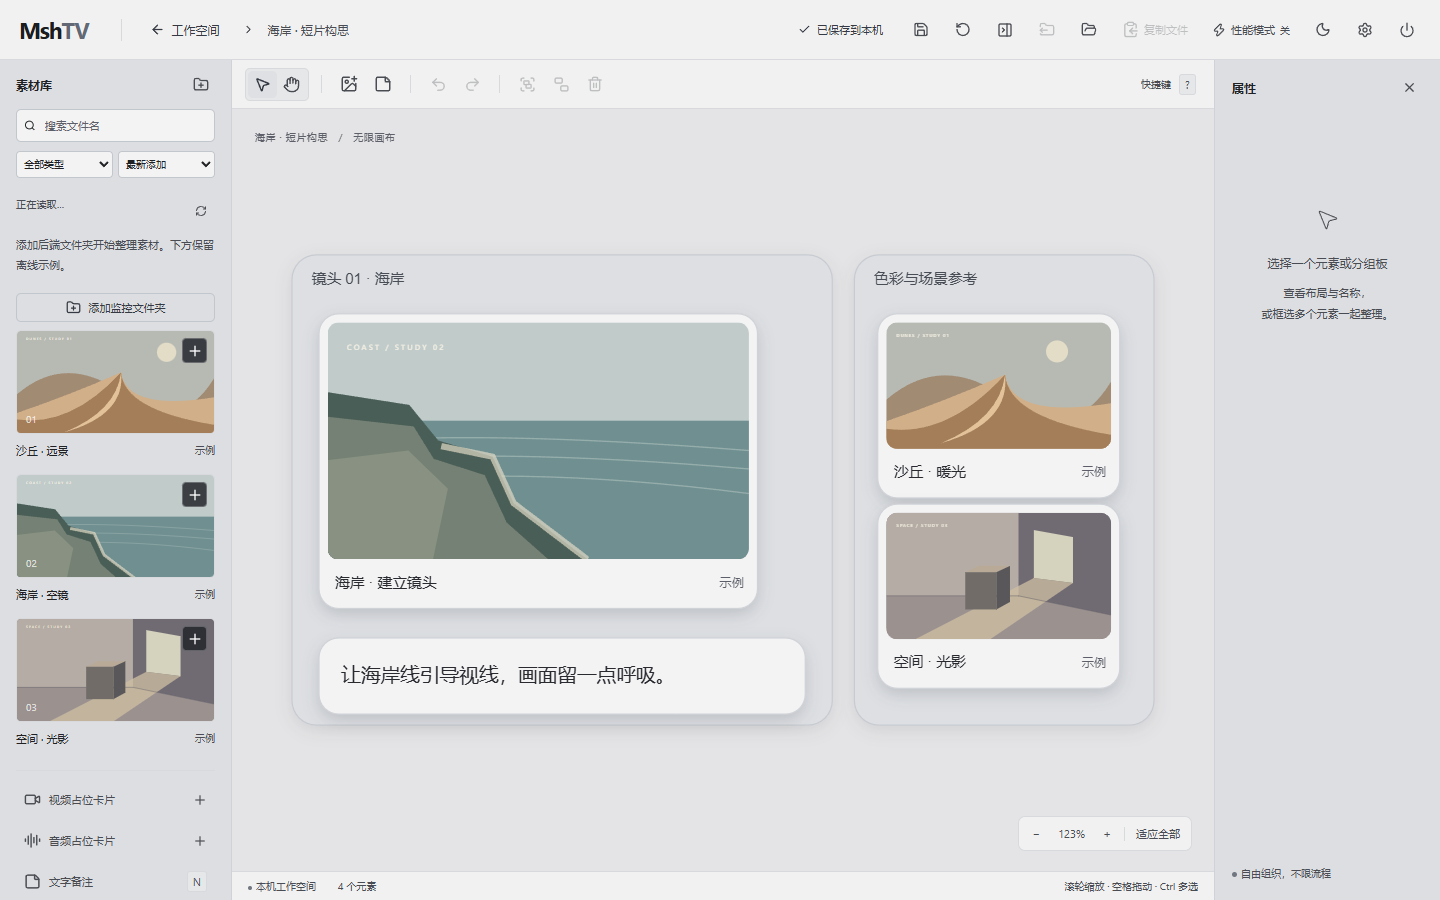 MshTV
工作空间
海岸 · 短片构思
已保存到本机
复制文件
性能模式 关
素材库
搜索文件名
全部类型
最新添加
正在读取...
添加后端文件夹开始整理素材。下方保留
离线示例。
添加监控文件夹
01
沙丘 · 远景
示例
COAST / STUDY 02
02
海岸 · 空镜
示例
SPACE / STUDY 03
03
空间 · 光影
示例
视频占位卡片
音频占位卡片
文字备注
N
快捷键
?
海岸 · 短片构思 / 无限画布
镜头 01 · 海岸
COAST / STUDY 02
海岸 · 建立镜头
示例
让海岸线引导视线，画面留一点呼吸。
色彩与场景参考
沙丘 · 暖光
示例
SPACE / STUDY 03
空间 · 光影
示例
− 123% +
适应全部
本机工作空间
4 个元素
滚轮缩放 · 空格拖动 · Ctrl 多选
属性
选择一个元素或分组板
查看布局与名称，
或框选多个元素一起整理。
自由组织，不限流程